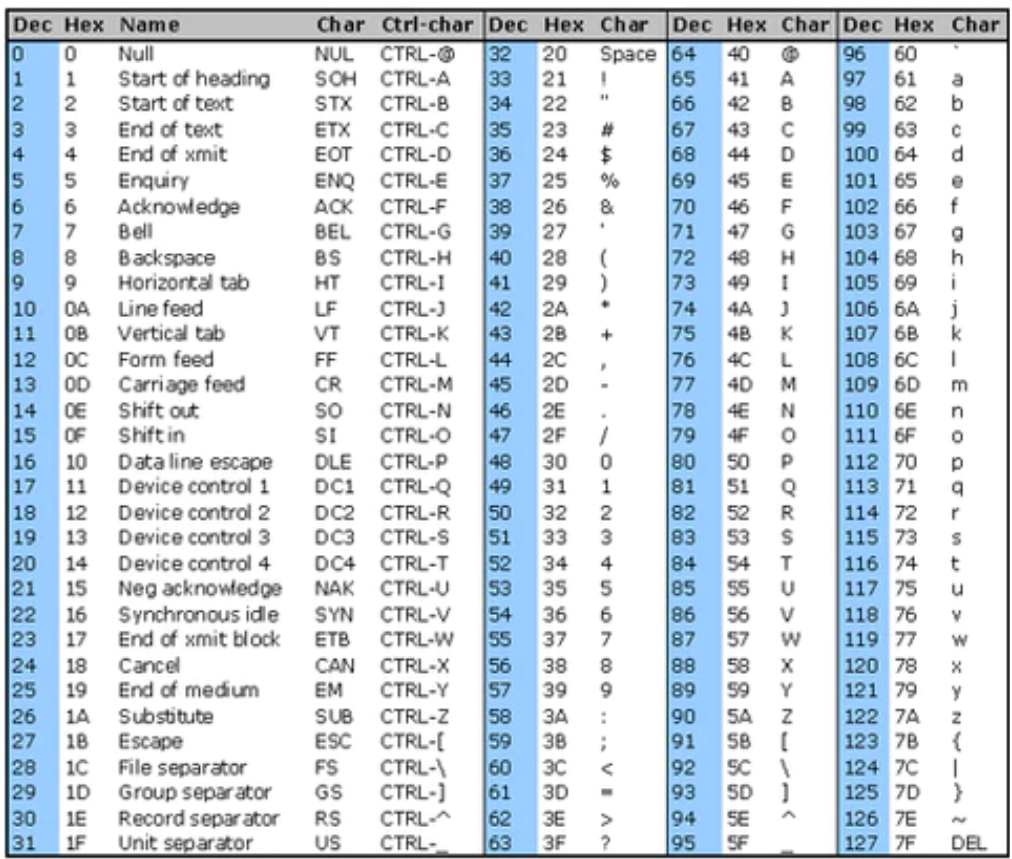 Dec Hex Name Char Ctrl-char Dec Hex Char Dec Hex Char Dec Hex Char
0 0 Null NUL CTRL-@ 32 20 Space 64 40 @ 96 60 `
1 1 Start of heading SOH CTRL-A 33 21 ! 65 41 A 97 61 a
2 2 Start of text STX CTRL-B 34 22 " 66 42 B 98 62 b
3 3 End of text ETX CTRL-C 35 23 # 67 43 C 99 63 c
4 4 End of xmit EOT CTRL-D 36 24 $ 68 44 D 100 64 d
5 5 Enquiry ENQ CTRL-E 37 25 % 69 45 E 101 65 e
6 6 Acknowledge ACK CTRL-F 38 26 & 70 46 F 102 66 f
7 7 Bell BEL CTRL-G 39 27 ' 71 47 G 103 67 g
8 8 Backspace BS CTRL-H 40 28 ( 72 48 H 104 68 h
9 9 Horizontal tab HT CTRL-I 41 29 ) 73 49 I 105 69 i
10 0A Line feed LF CTRL-J 42 2A * 74 4A J 106 6A j
11 0B Vertical tab VT CTRL-K 43 2B + 75 4B K 107 6B k
12 0C Form feed FF CTRL-L 44 2C , 76 4C L 108 6C l
13 0D Carriage feed CR CTRL-M 45 2D - 77 4D M 109 6D m
14 0E Shift out SO CTRL-N 46 2E . 78 4E N 110 6E n
15 0F Shift in SI CTRL-O 47 2F / 79 4F O 111 6F o
16 10 Data line escape DLE CTRL-P 48 30 0 80 50 P 112 70 p
17 11 Device control 1 DC1 CTRL-Q 49 31 1 81 51 Q 113 71 q
18 12 Device control 2 DC2 CTRL-R 50 32 2 82 52 R 114 72 r
19 13 Device control 3 DC3 CTRL-S 51 33 3 83 53 S 115 73 s
20 14 Device control 4 DC4 CTRL-T 52 34 4 84 54 T 116 74 t
21 15 Neg acknowledge NAK CTRL-U 53 35 5 85 55 U 117 75 u
22 16 Synchronous idle SYN CTRL-V 54 36 6 86 56 V 118 76 v
23 17 End of xmit block ETB CTRL-W 55 37 7 87 57 W 119 77 w
24 18 Cancel CAN CTRL-X 56 38 8 88 58 X 120 78 x
25 19 End of medium EM CTRL-Y 57 39 9 89 59 Y 121 79 y
26 1A Substitute SUB CTRL-Z 58 3A : 90 5A Z 122 7A z
27 1B Escape ESC CTRL-[ 59 3B ; 91 5B [ 123 7B {
28 1C File separator FS CTRL-\ 60 3C < 92 5C \ 124 7C |
29 1D Group separator GS CTRL-] 61 3D = 93 5D ] 125 7D }
30 1E Record separator RS CTRL-^ 62 3E > 94 5E ^ 126 7E ~
31 1F Unit separator US CTRL-_ 63 3F ? 95 5F _ 127 7F DEL